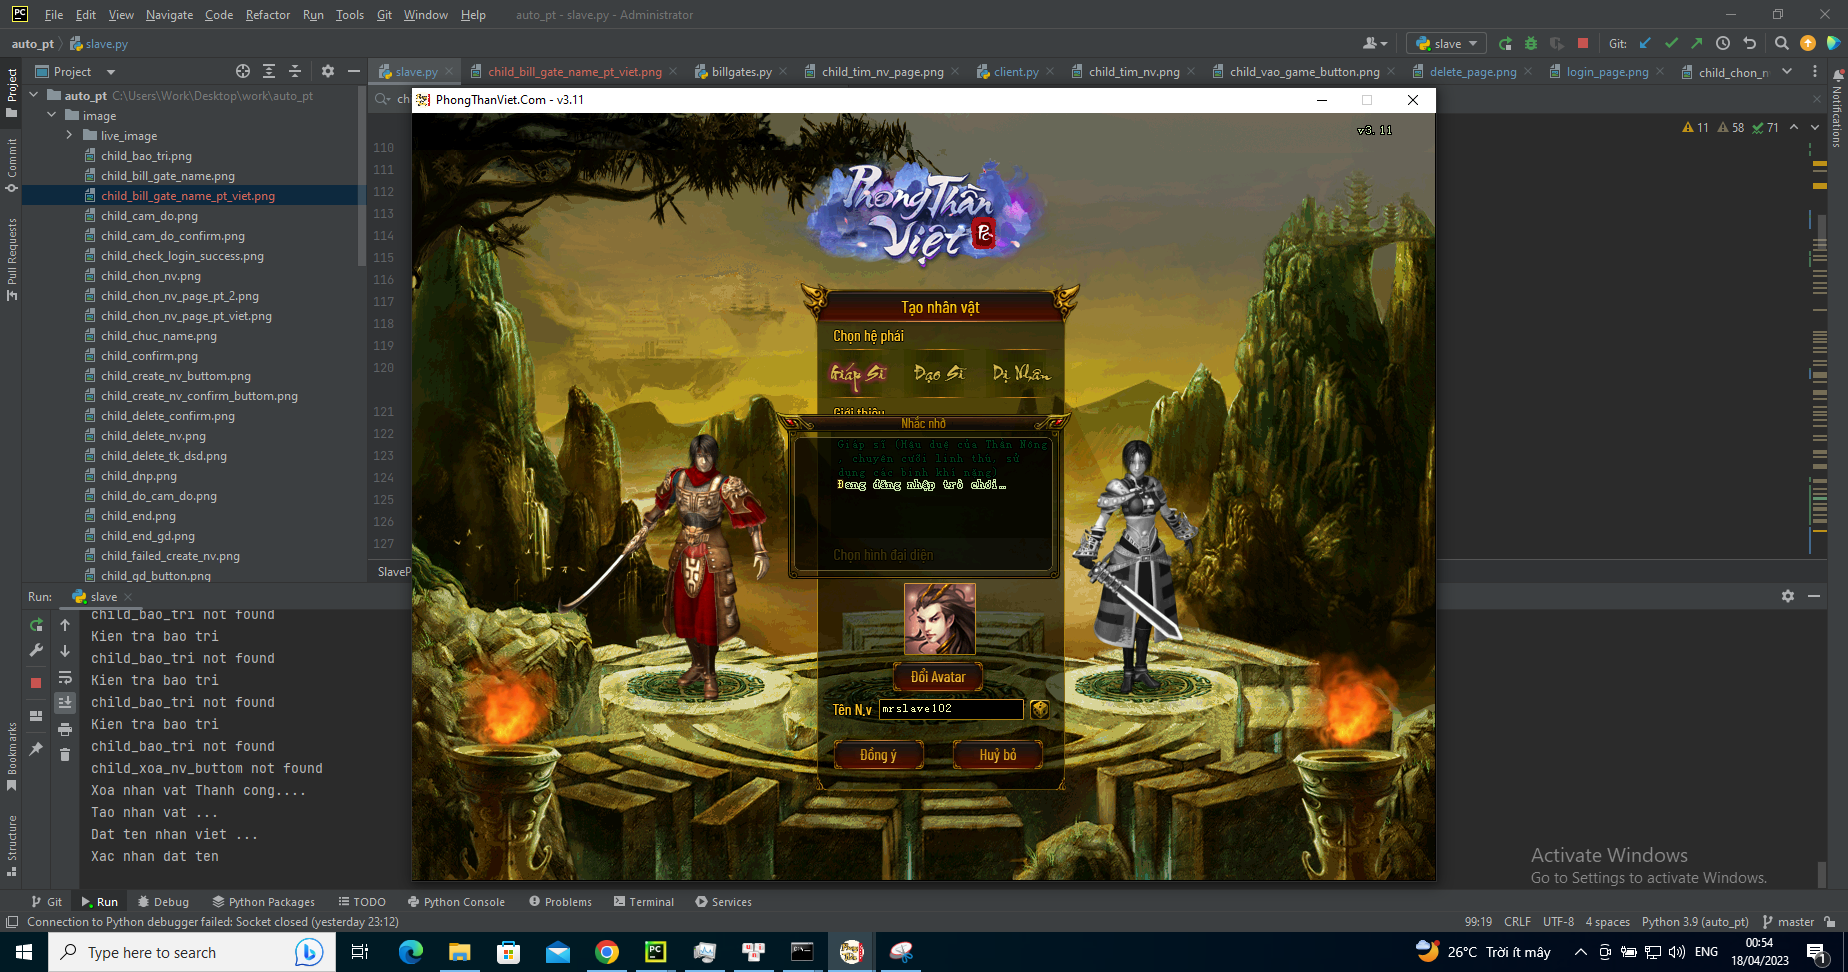 File Edit View Navigate Code Refactor Run Tools Git Window Help auto_pt - slave.py - Administrator
auto_pt slave.py slave Git:
Project slave.py child_bill_gate_name_pt_viet.png billgates.py child_tim_nv_page.png client.py child_tim_nv.png child_vao_game_button.png delete_page.png login_page.png child_chon_n
auto_pt C:\Users\Work\Desktop\work\auto_pt
image
live_image
child_bao_tri.png
child_bill_gate_name.png
child_bill_gate_name_pt_viet.png
child_cam_do.png
child_cam_do_confirm.png
child_check_login_success.png
child_chon_nv.png
child_chon_nv_page_pt_2.png
child_chon_nv_page_pt_viet.png
child_chuc_name.png
child_confirm.png
child_create_nv_buttom.png
child_create_nv_confirm_buttom.png
child_delete_confirm.png
child_delete_nv.png
child_delete_tk_dsd.png
child_dnp.png
child_do_cam_do.png
child_end.png
child_end_gd.png
child_failed_create_nv.png
child_gd_button.png
Project
Commit
Pull Requests
Bookmarks
Structure
Notifications
ch
11 58 71
110
111
112
113
114
115
116
117
118
119
120
121
122
123
124
125
126
127
SlaveP
PhongThanViet.Com - v3.11
v3.11
Phong Thần
Việt PC
Tạo nhân vật
Chọn hệ phái
Giáp Sĩ Đạo Sĩ Dị Nhân
Giới thiệu
Nhắc nhở
Giáp sĩ (Hậu duệ của Thần Nông
, chuyên cưỡi linh thú, sử
dụng các binh khí nặng)
Đang đăng nhập trò chơi...
Chọn hình đại diện
Đổi Avatar
Tên N.v mrslave102
Đồng ý Huỷ bỏ
Run: slave
child_bao_tri not found
Kien tra bao tri
child_bao_tri not found
Kien tra bao tri
child_bao_tri not found
Kien tra bao tri
child_bao_tri not found
child_xoa_nv_buttom not found
Xoa nhan vat Thanh cong....
Tao nhan vat ...
Dat ten nhan viet ...
Xac nhan dat ten
Activate Windows
Go to Settings to activate Windows.
Git Run Debug Python Packages TODO Python Console Problems Terminal Services
Connection to Python debugger failed: Socket closed (yesterday 23:12) 99:19 CRLF UTF-8 4 spaces Python 3.9 (auto_pt) master
Type here to search 26°C Trời ít mây ENG 00:54
18/04/2023 1